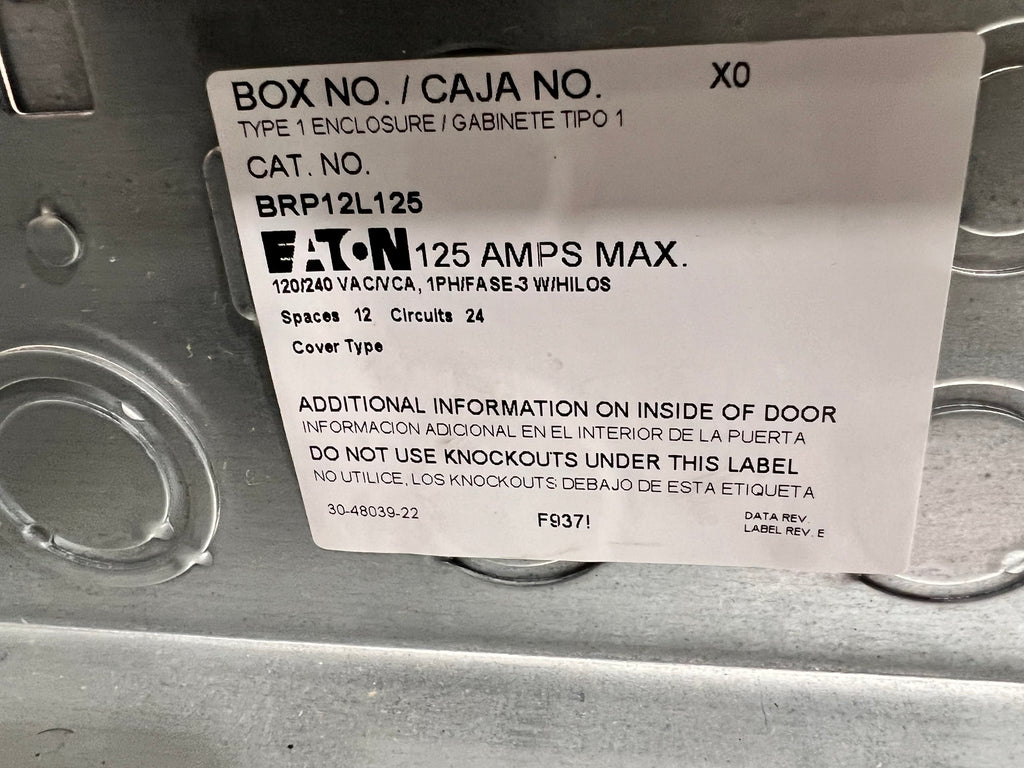 BOX NO. / CAJA NO. X0
TYPE 1 ENCLOSURE / GABINETE TIPO 1
CAT. NO.
BRP12L125
EATON 125 AMPS MAX.
120/240 VAC/VCA, 1PH/FASE-3 W/HILOS
Spaces 12 Circuits 24
Cover Type
ADDITIONAL INFORMATION ON INSIDE OF DOOR
INFORMACION ADICIONAL EN EL INTERIOR DE LA PUERTA
DO NOT USE KNOCKOUTS UNDER THIS LABEL
NO UTILICE, LOS KNOCKOUTS: DEBAJO DE ESTA ETIQUETA
30-48039-22 F937! DATA REV.
LABEL REV. E